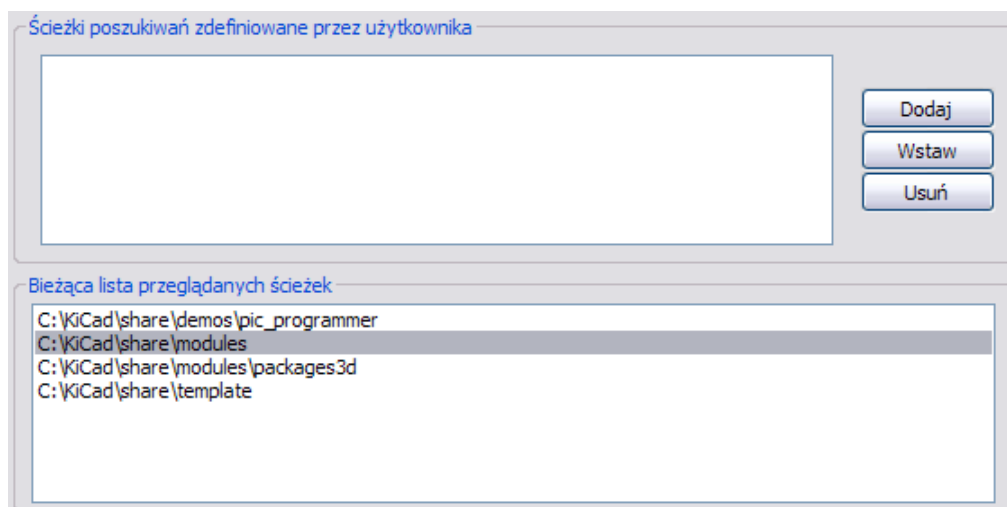 Ścieżki poszukiwań zdefiniowane przez użytkownika
Dodaj
Wstaw
Usuń
Bieżąca lista przeglądanych ścieżek
C:\KiCad\share\demos\pic_programmer
C:\KiCad\share\modules
C:\KiCad\share\modules\packages3d
C:\KiCad\share\template